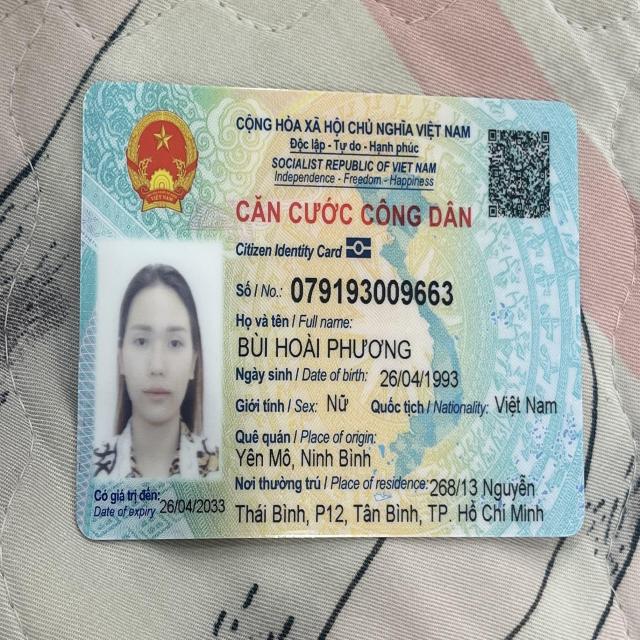 CỘNG HÒA XÃ HỘI CHỦ NGHĨA VIỆT NAM
Độc lập - Tự do - Hạnh phúc
SOCIALIST REPUBLIC OF VIET NAM
Independence - Freedom - Happiness
CĂN CƯỚC CÔNG DÂN
Citizen Identity Card
Số / No.: 079193009663
Họ và tên / Full name:
BÙI HOÀI PHƯƠNG
Ngày sinh / Date of birth: 26/04/1993
Giới tính / Sex: Nữ Quốc tịch / Nationality: Việt Nam
Quê quán / Place of origin:
Yên Mô, Ninh Bình
Nơi thường trú / Place of residence: 268/13 Nguyễn
Thái Bình, P12, Tân Bình, TP. Hồ Chí Minh
Có giá trị đến: 26/04/2033
Date of expiry
VIỆT NAM